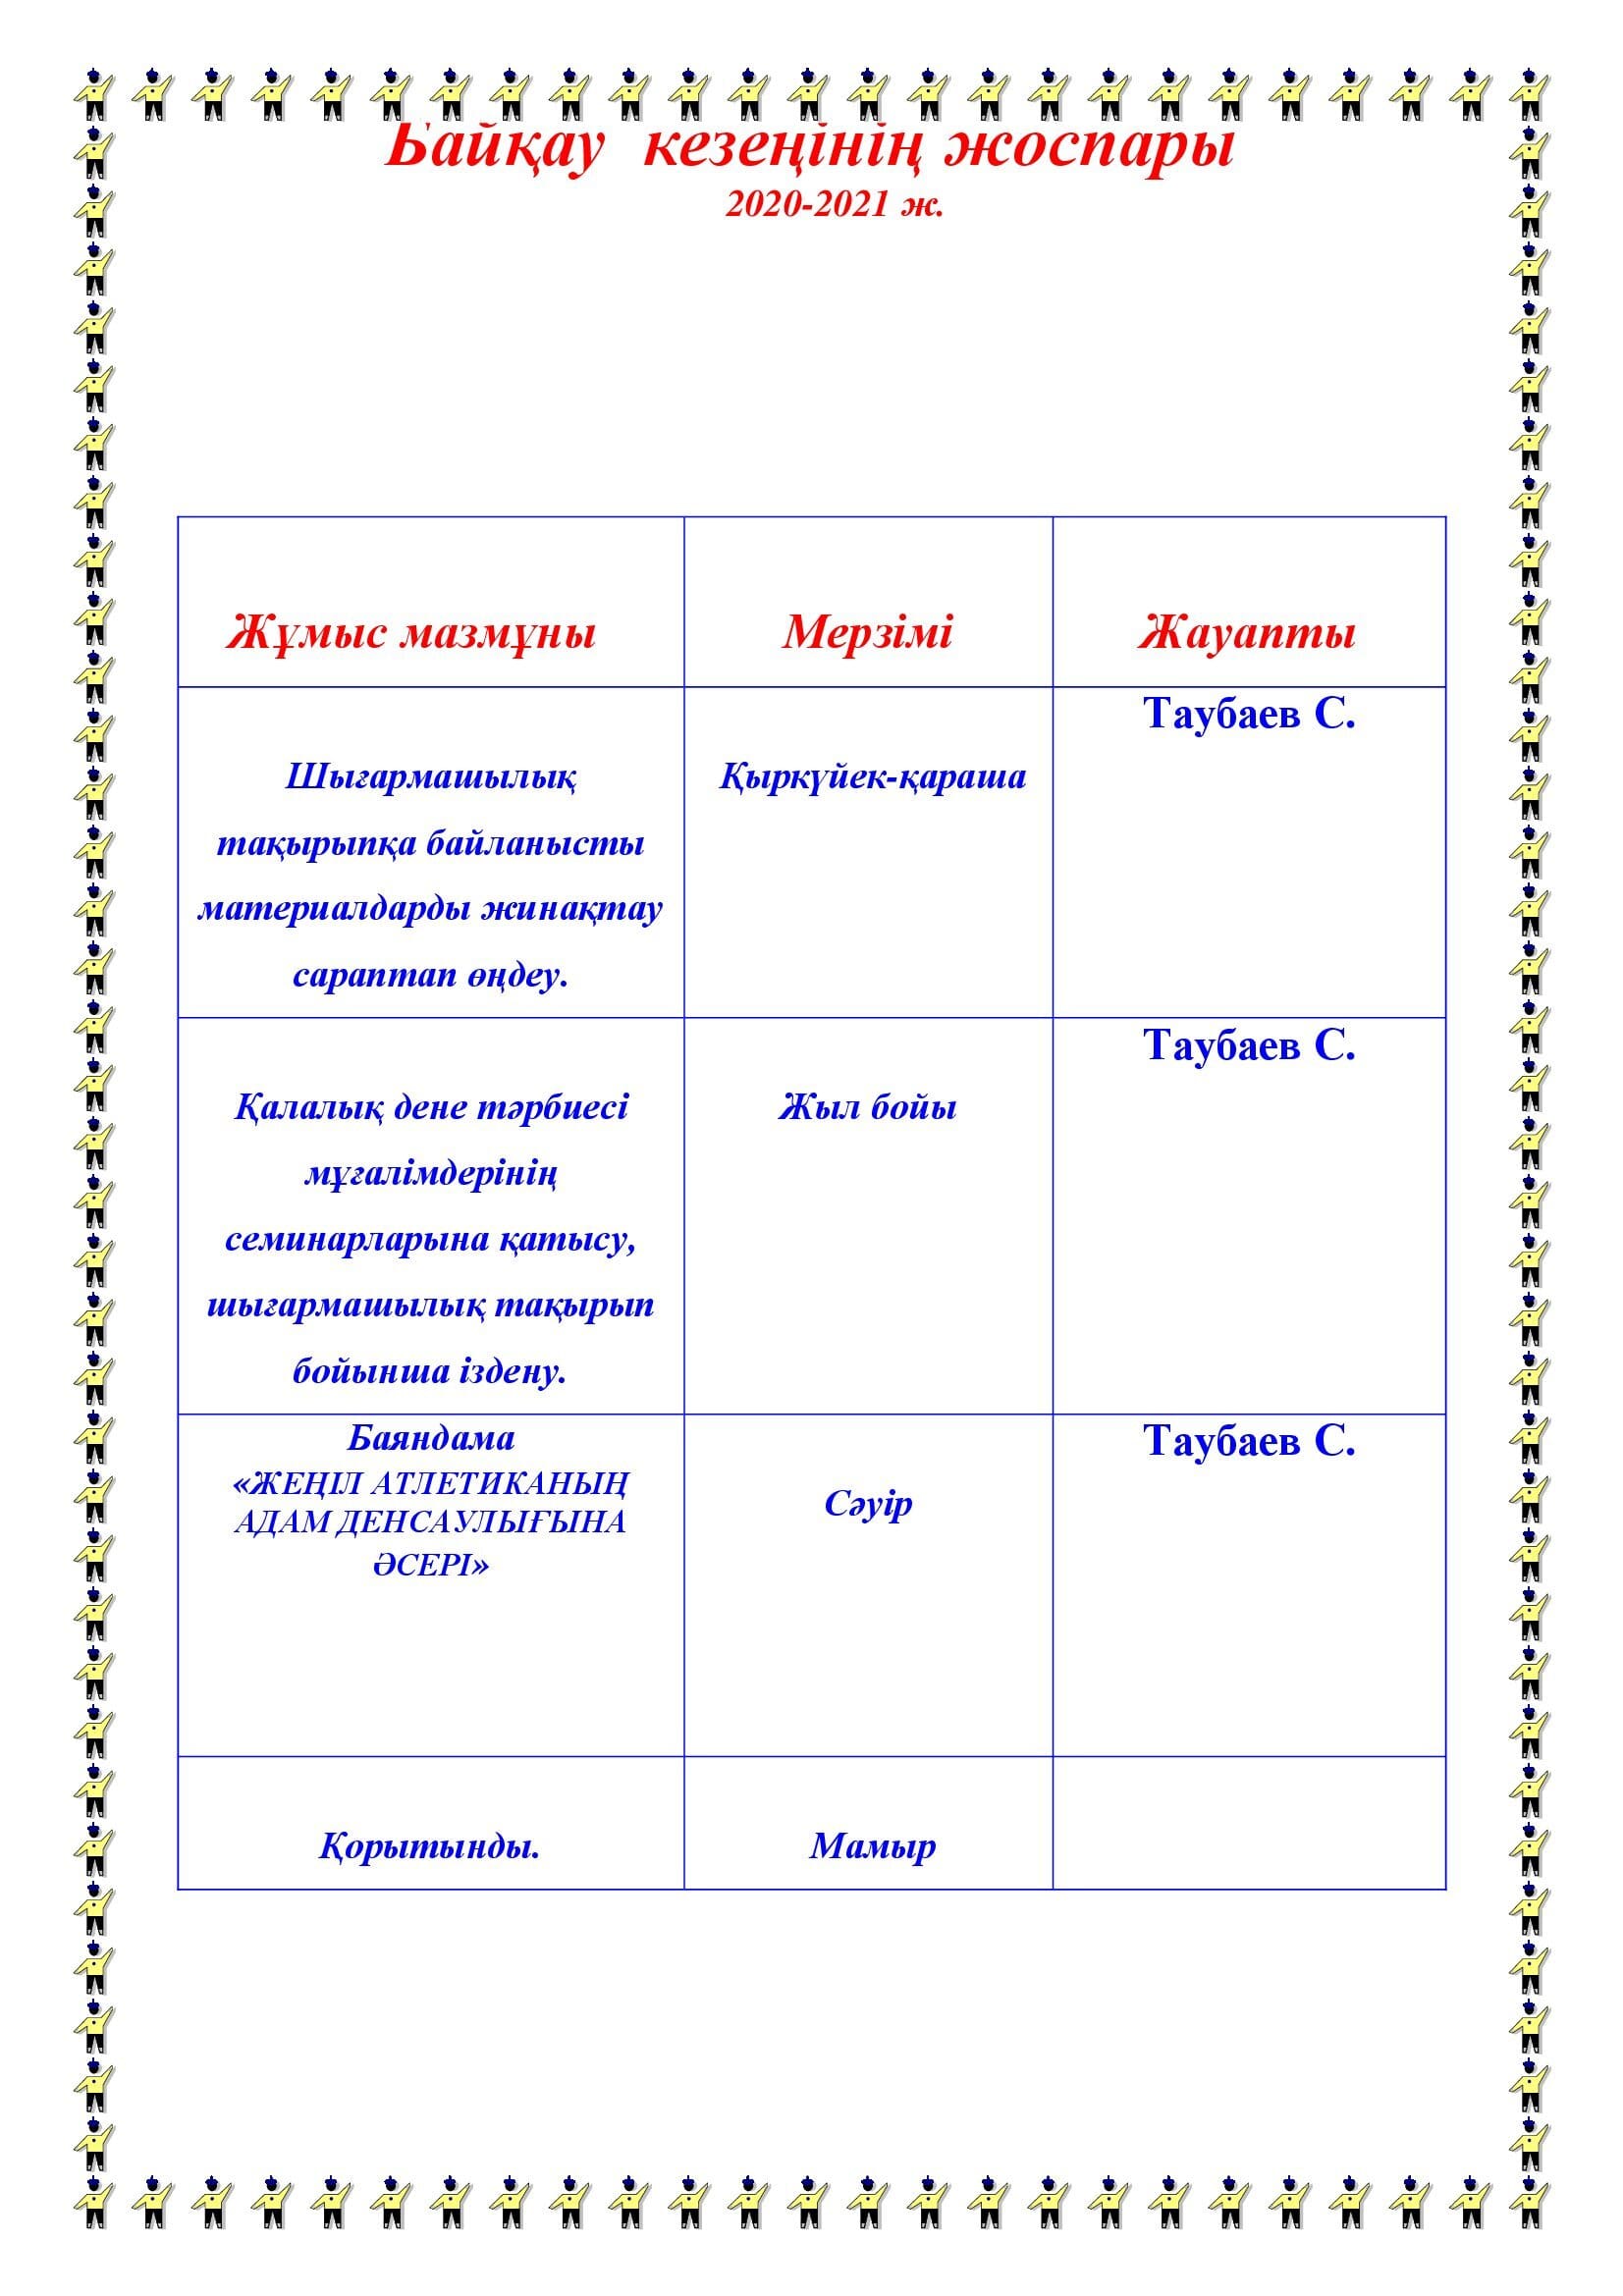 Байқау кезеңінің жоспары
2020-2021 ж.
Жұмыс мазмұны
Мерзімі
Жауапты
Шығармашылық
тақырыпқа байланысты
материалдарды жинақтау
сараптап өңдеу.
Қыркүйек-қараша
Таубаев С.
Қалалық дене тәрбиесі
мұғалімдерінің
семинарларына қатысу,
шығармашылық тақырып
бойынша іздену.
Жыл бойы
Таубаев С.
Баяндама
«ЖЕҢІЛ АТЛЕТИКАНЫҢ
АДАМ ДЕНСАУЛЫҒЫНА
ӘСЕРІ»
Сәуір
Таубаев С.
Қорытынды.
Мамыр